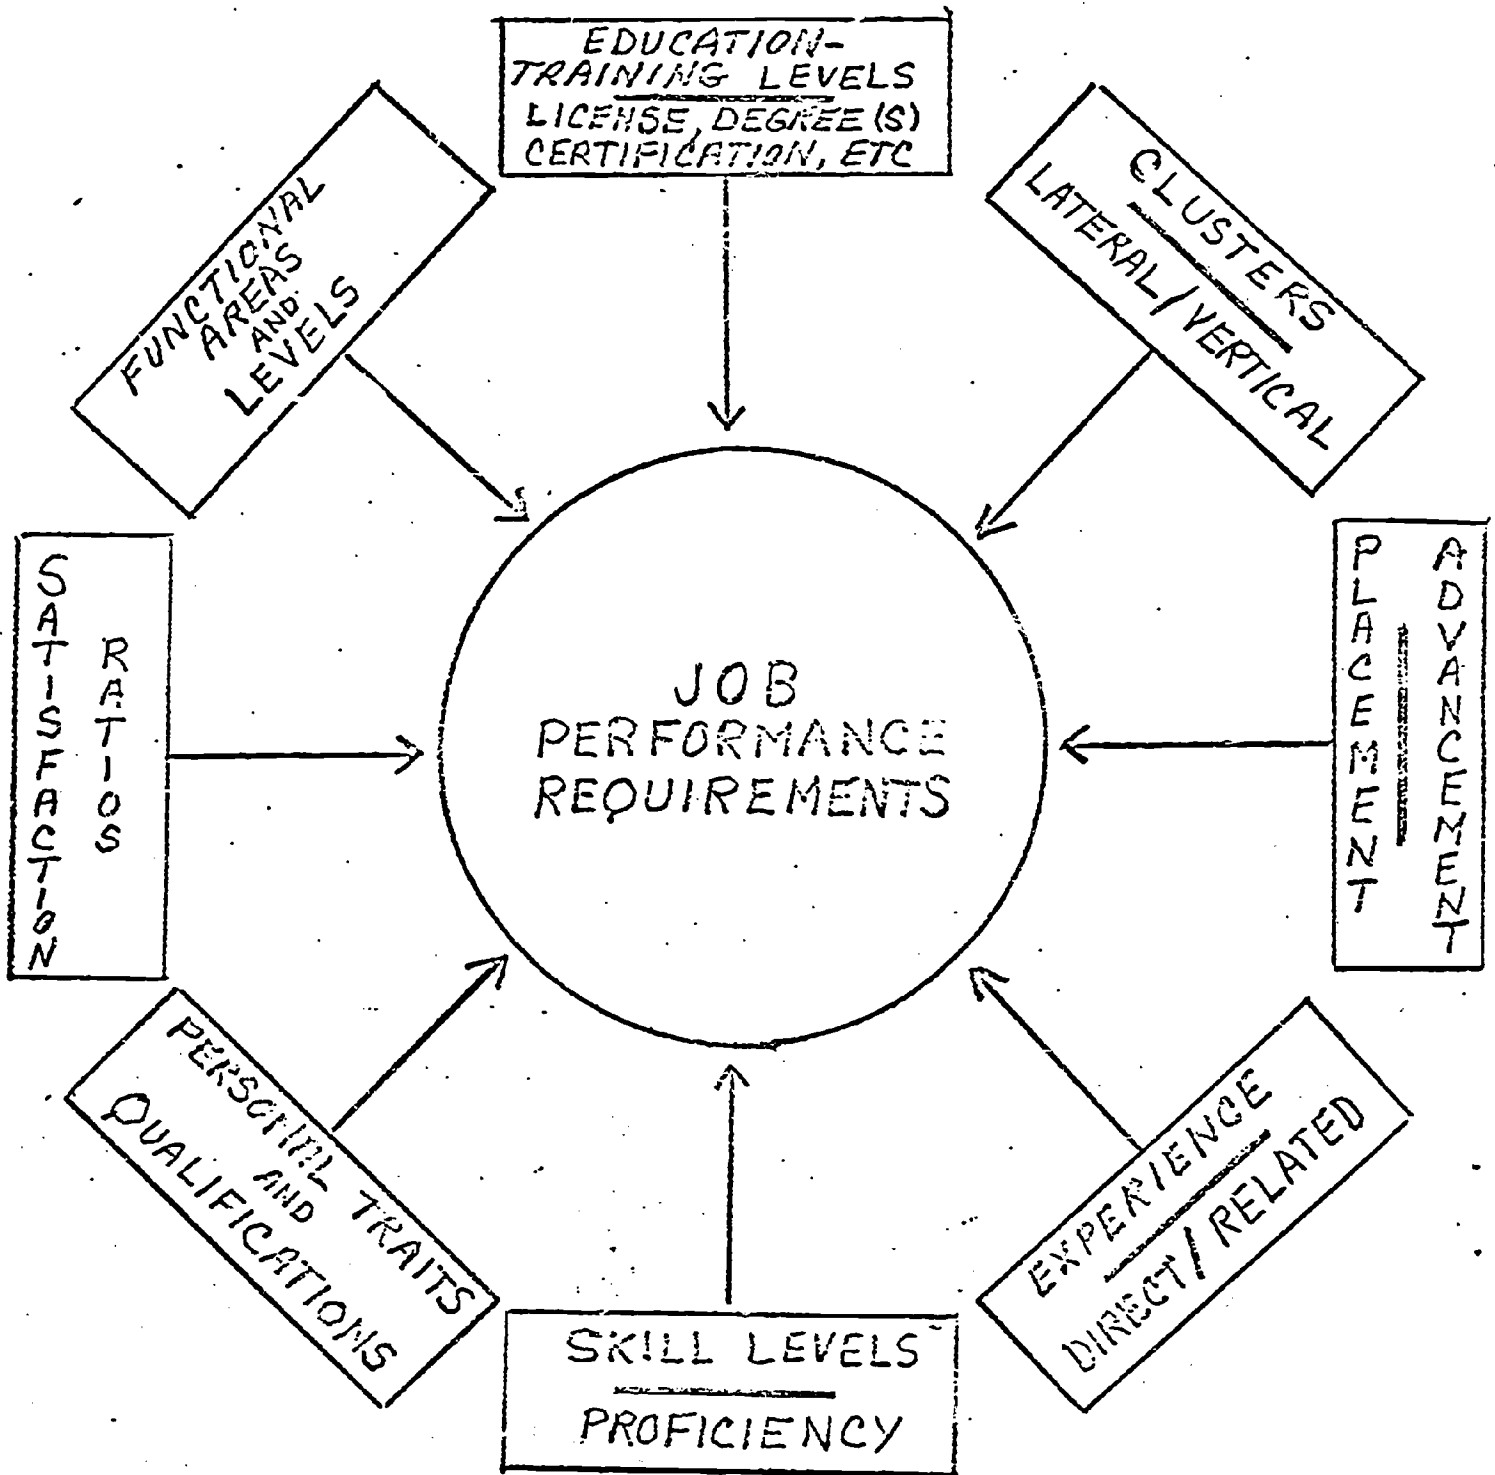 EDUCATION-
TRAINING LEVELS
LICENSE, DEGREE (S)
CERTIFICATION, ETC
CLUSTERS
LATERAL/VERTICAL
ADVANCEMENT
PLACEMENT
EXPERIENCE
DIRECT/RELATED
SKILL LEVELS
PROFICIENCY
PERSONAL TRAITS
AND
QUALIFICATIONS
SATISFACTION
RATIOS
FUNCTIONAL
AREAS
AND
LEVELS
JOB
PERFORMANCE
REQUIREMENTS